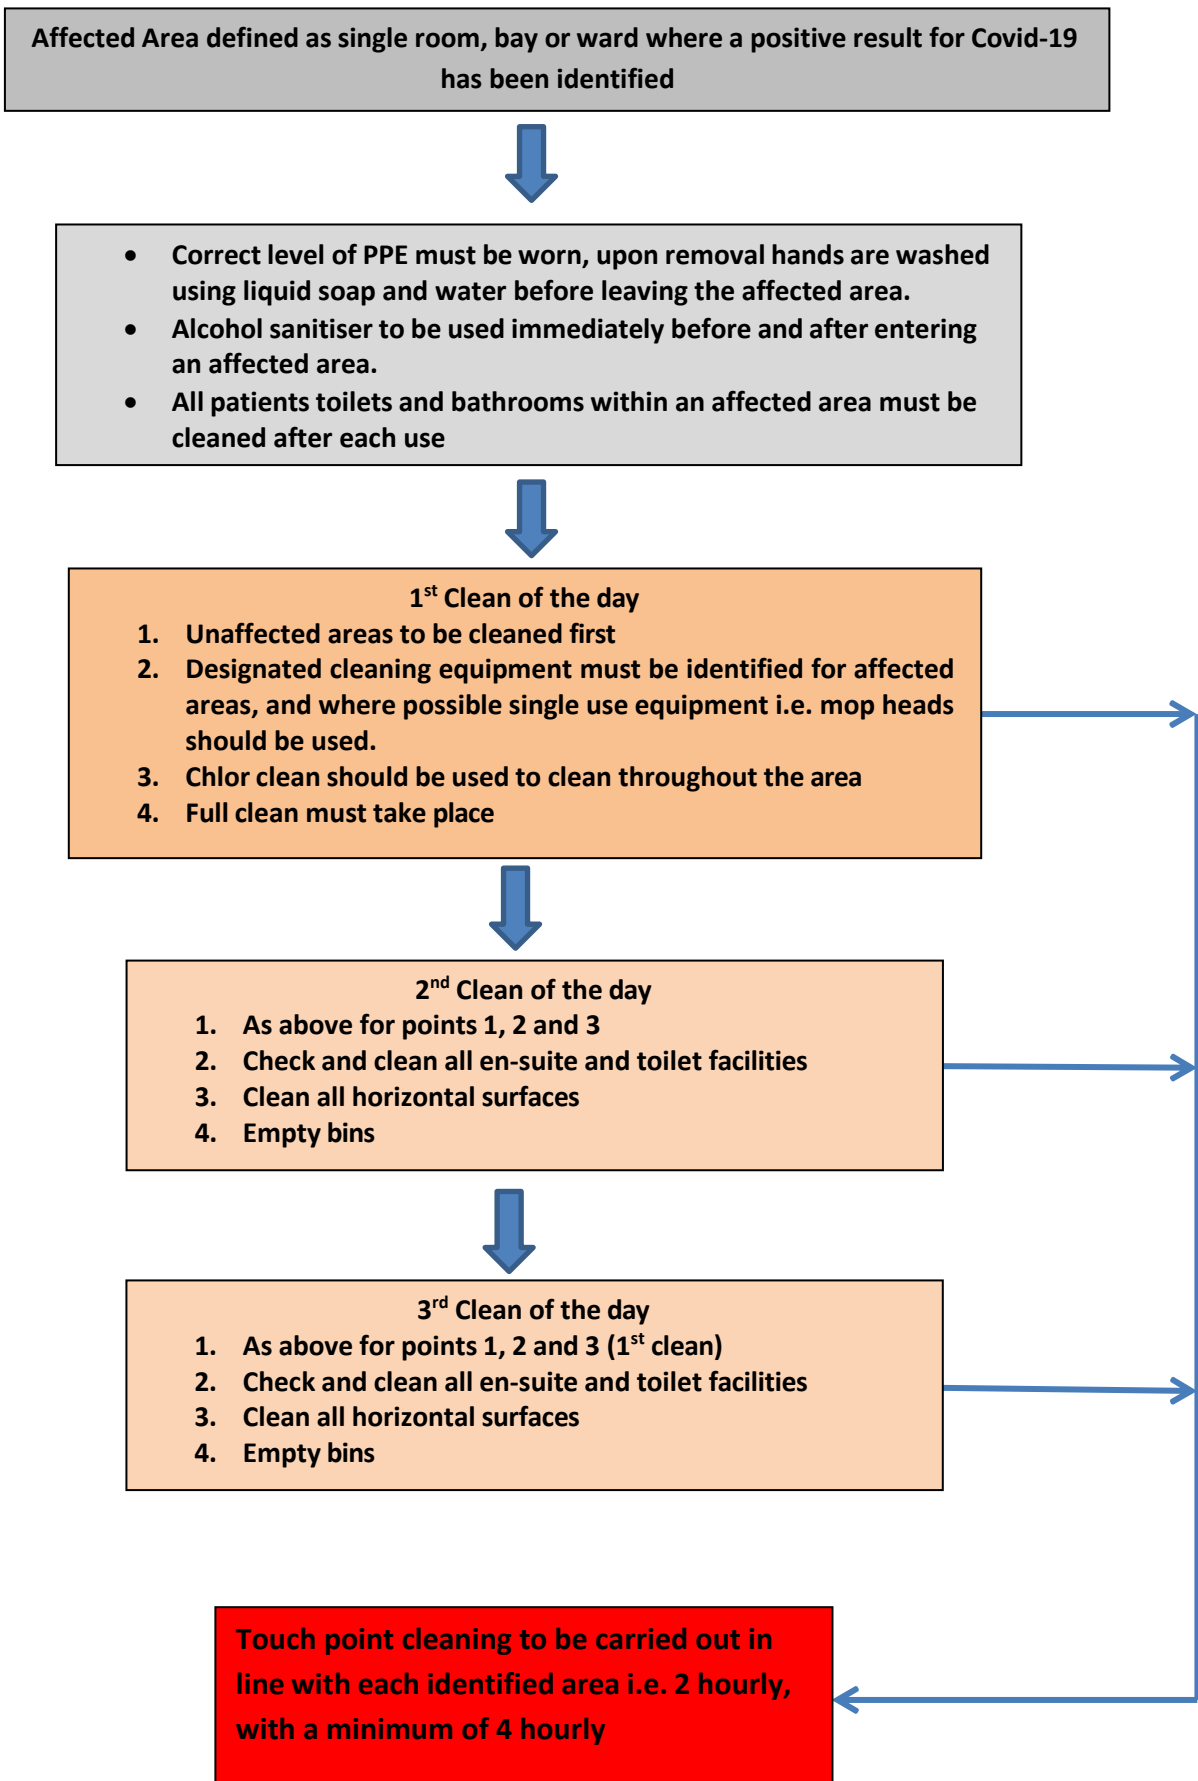 Affected Area defined as single room, bay or ward where a positive result for Covid-19
has been identified
• Correct level of PPE must be worn, upon removal hands are washed
using liquid soap and water before leaving the affected area.
• Alcohol sanitiser to be used immediately before and after entering
an affected area.
• All patients toilets and bathrooms within an affected area must be
cleaned after each use
1st Clean of the day
1. Unaffected areas to be cleaned first
2. Designated cleaning equipment must be identified for affected
areas, and where possible single use equipment i.e. mop heads
should be used.
3. Chlor clean should be used to clean throughout the area
4. Full clean must take place
2nd Clean of the day
1. As above for points 1, 2 and 3
2. Check and clean all en-suite and toilet facilities
3. Clean all horizontal surfaces
4. Empty bins
3rd Clean of the day
1. As above for points 1, 2 and 3 (1st clean)
2. Check and clean all en-suite and toilet facilities
3. Clean all horizontal surfaces
4. Empty bins
Touch point cleaning to be carried out in
line with each identified area i.e. 2 hourly,
with a minimum of 4 hourly